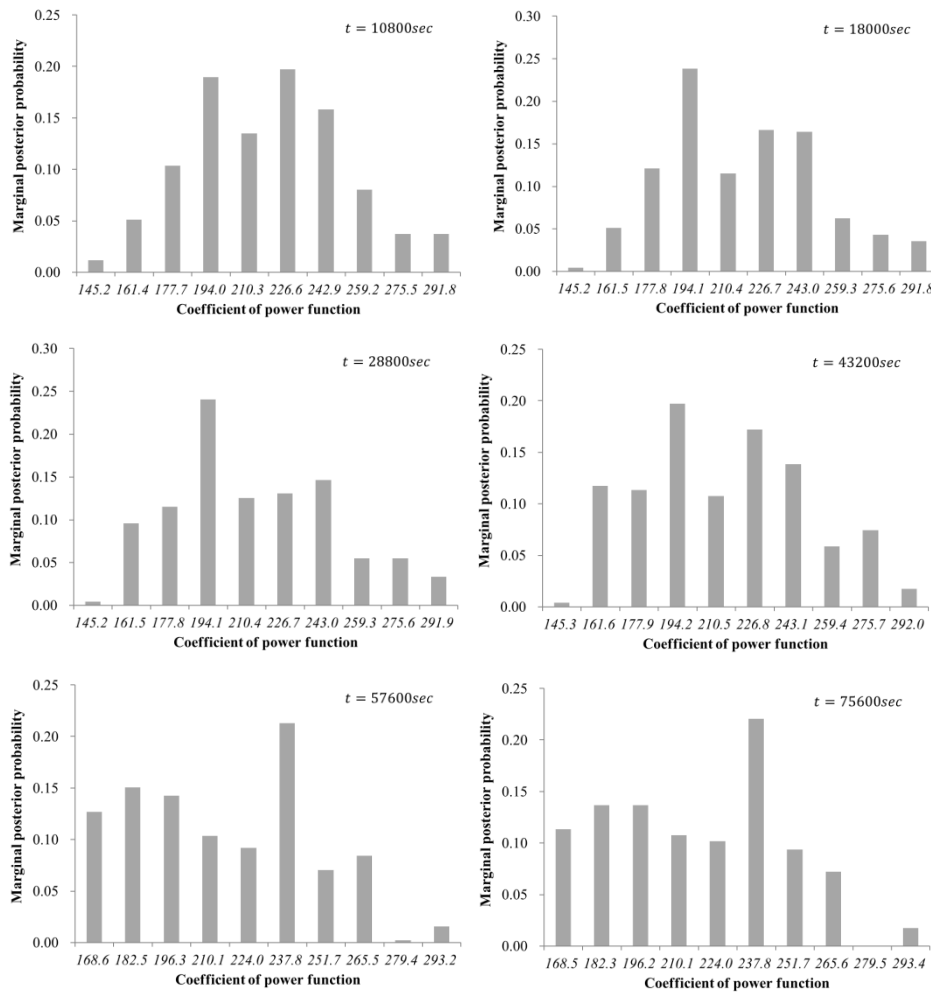 t = 10800sec
Marginal posterior probability
0.25
0.20
0.15
0.10
0.05
0.00
145.2 161.4 177.7 194.0 210.3 226.6 242.9 259.2 275.5 291.8
Coefficient of power function
t = 18000sec
Marginal posterior probability
0.30
0.25
0.20
0.15
0.10
0.05
0.00
145.2 161.5 177.8 194.1 210.4 226.7 243.0 259.3 275.6 291.8
Coefficient of power function
t = 28800sec
Marginal posterior probability
0.30
0.25
0.20
0.15
0.10
0.05
0.00
145.2 161.5 177.8 194.1 210.4 226.7 243.0 259.3 275.6 291.9
Coefficient of power function
t = 43200sec
Marginal posterior probability
0.25
0.20
0.15
0.10
0.05
0.00
145.3 161.6 177.9 194.2 210.5 226.8 243.1 259.4 275.7 292.0
Coefficient of power function
t = 57600sec
Marginal posterior probability
0.25
0.20
0.15
0.10
0.05
0.00
168.6 182.5 196.3 210.1 224.0 237.8 251.7 265.5 279.4 293.2
Coefficient of power function
t = 75600sec
Marginal posterior probability
0.25
0.20
0.15
0.10
0.05
0.00
168.5 182.3 196.2 210.1 224.0 237.8 251.7 265.6 279.5 293.4
Coefficient of power function